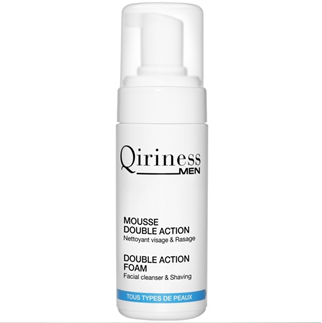 Qiriness
MEN
MOUSSE
DOUBLE ACTION
Nettoyant visage & Rasage
DOUBLE ACTION
FOAM
Facial cleanser & Shaving
TOUS TYPES DE PEAUX